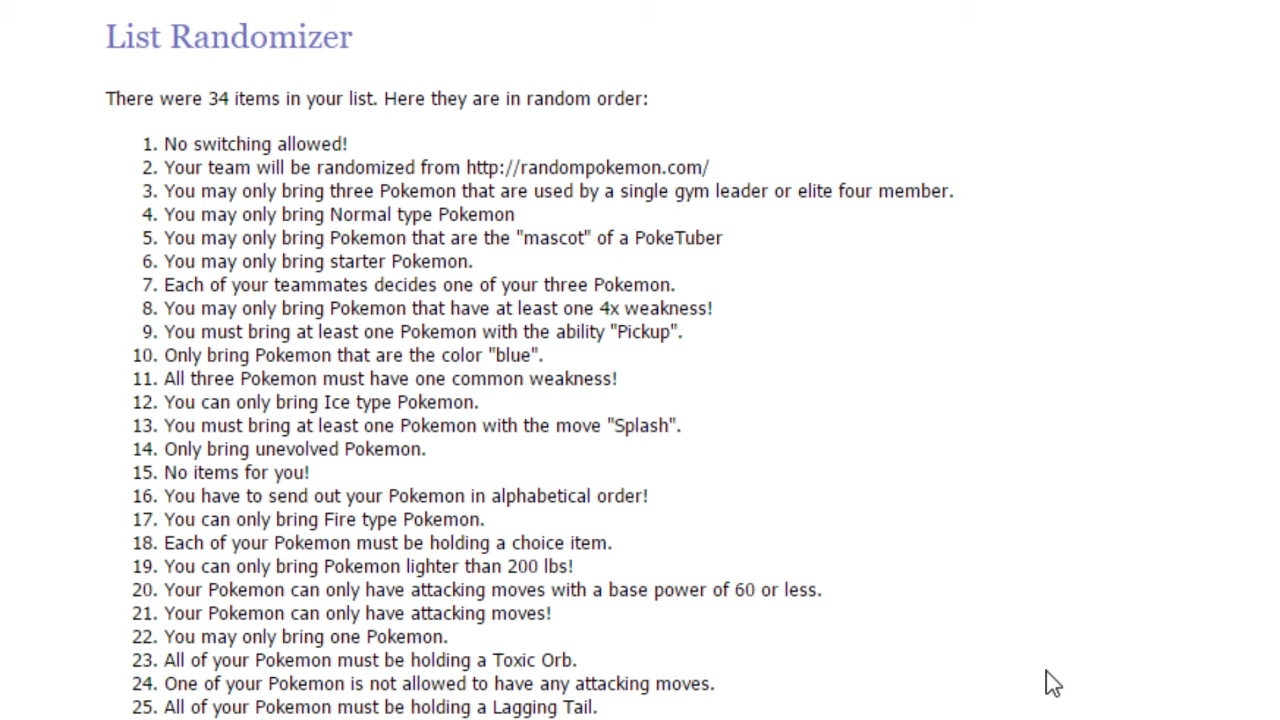 List Randomizer
There were 34 items in your list. Here they are in random order:
1. No switching allowed!
2. Your team will be randomized from http://randompokemon.com/
3. You may only bring three Pokemon that are used by a single gym leader or elite four member.
4. You may only bring Normal type Pokemon
5. You may only bring Pokemon that are the "mascot" of a PokeTuber
6. You may only bring starter Pokemon.
7. Each of your teammates decides one of your three Pokemon.
8. You may only bring Pokemon that have at least one 4x weakness!
9. You must bring at least one Pokemon with the ability "Pickup".
10. Only bring Pokemon that are the color "blue".
11. All three Pokemon must have one common weakness!
12. You can only bring Ice type Pokemon.
13. You must bring at least one Pokemon with the move "Splash".
14. Only bring unevolved Pokemon.
15. No items for you!
16. You have to send out your Pokemon in alphabetical order!
17. You can only bring Fire type Pokemon.
18. Each of your Pokemon must be holding a choice item.
19. You can only bring Pokemon lighter than 200 lbs!
20. Your Pokemon can only have attacking moves with a base power of 60 or less.
21. Your Pokemon can only have attacking moves!
22. You may only bring one Pokemon.
23. All of your Pokemon must be holding a Toxic Orb.
24. One of your Pokemon is not allowed to have any attacking moves.
25. All of your Pokemon must be holding a Lagging Tail.